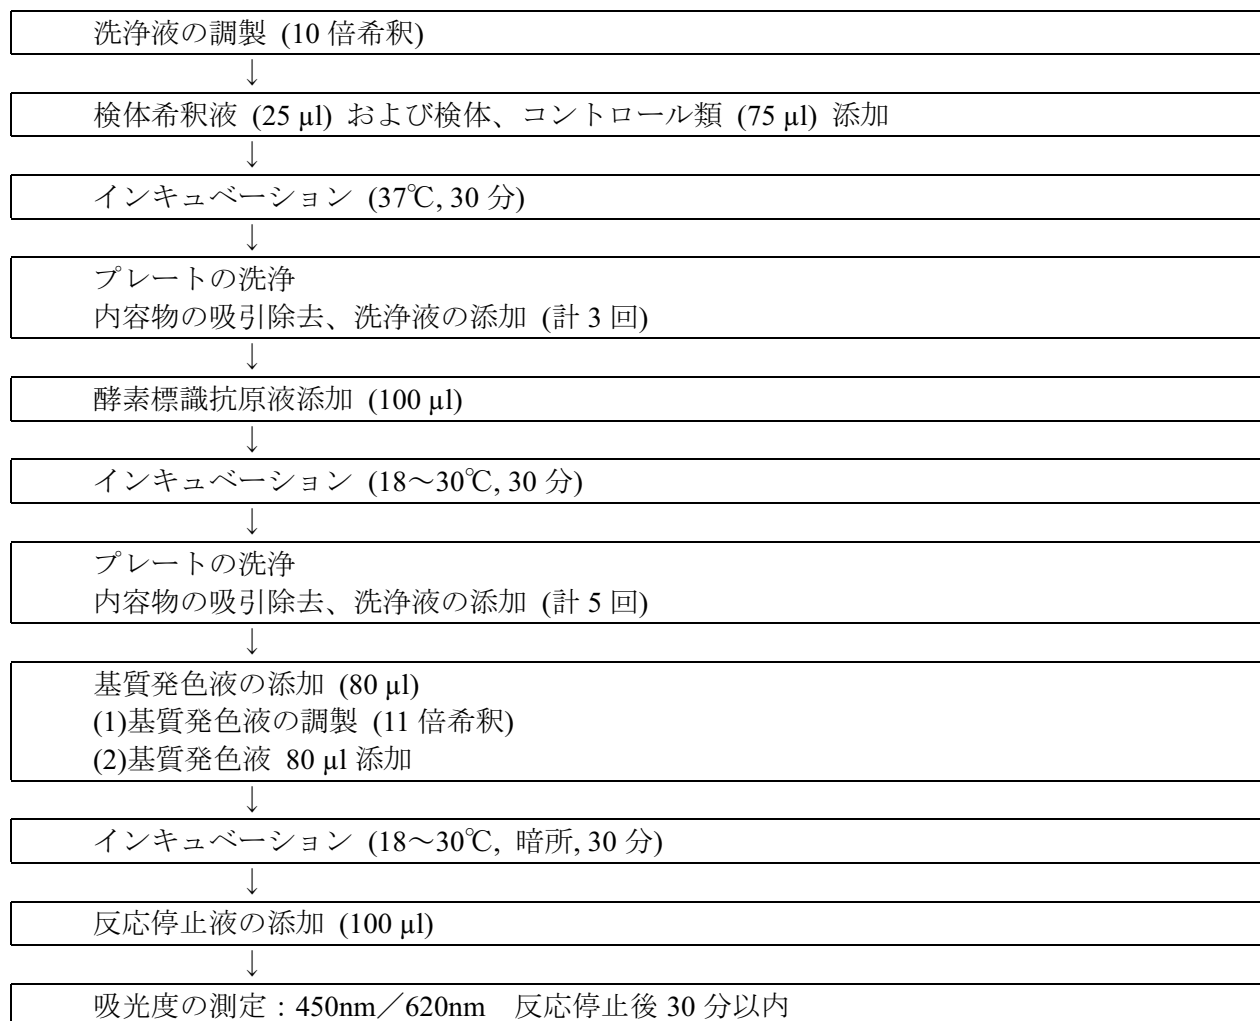 洗浄液の調製 (10 倍希釈)
↓
検体希釈液 (25 µl) および検体、コントロール類 (75 µl) 添加
↓
インキュベーション (37℃, 30 分)
↓
プレートの洗浄
内容物の吸引除去、洗浄液の添加 (計 3 回)
↓
酵素標識抗原液添加 (100 µl)
↓
インキュベーション (18～30℃, 30 分)
↓
プレートの洗浄
内容物の吸引除去、洗浄液の添加 (計 5 回)
↓
基質発色液の添加 (80 µl)
(1)基質発色液の調製 (11 倍希釈)
(2)基質発色液 80 µl 添加
↓
インキュベーション (18～30℃, 暗所, 30 分)
↓
反応停止液の添加 (100 µl)
↓
吸光度の測定：450nm／620nm　反応停止後 30 分以内